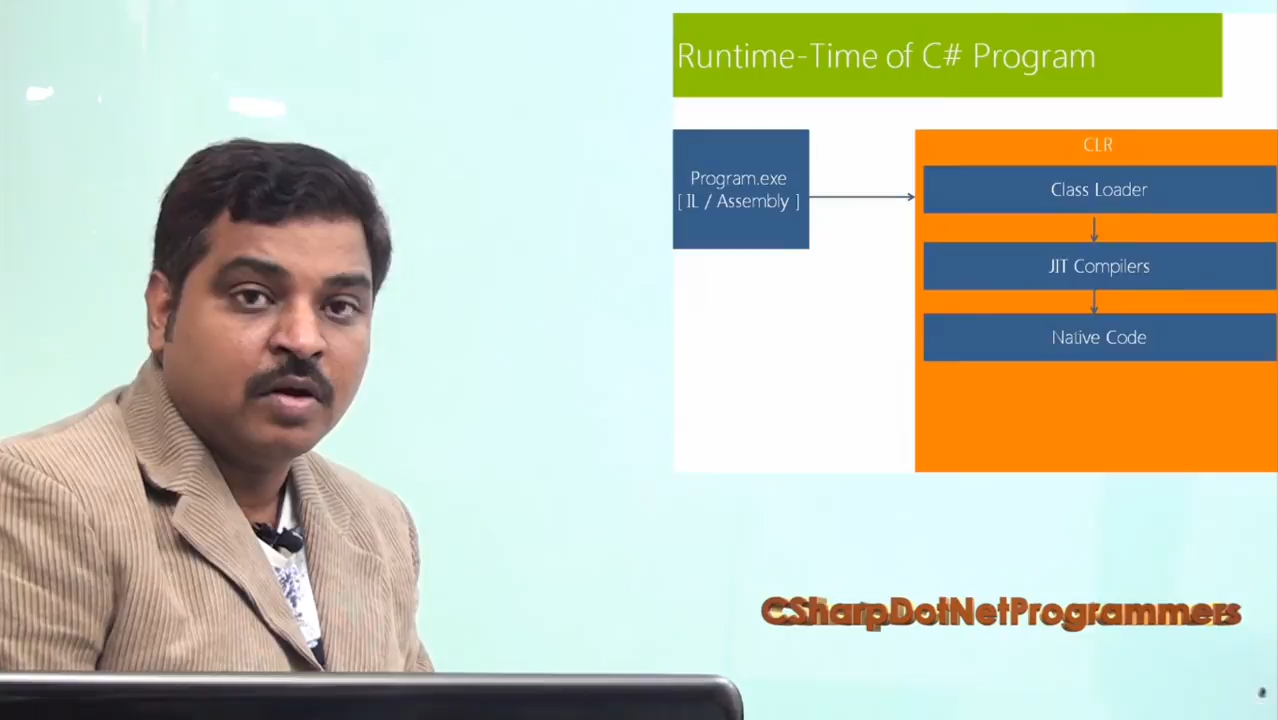 Runtime-Time of C# Program
Program.exe
[ IL / Assembly ]
CLR
Class Loader
JIT Compilers
Native Code
CSharpDotNetProgrammers